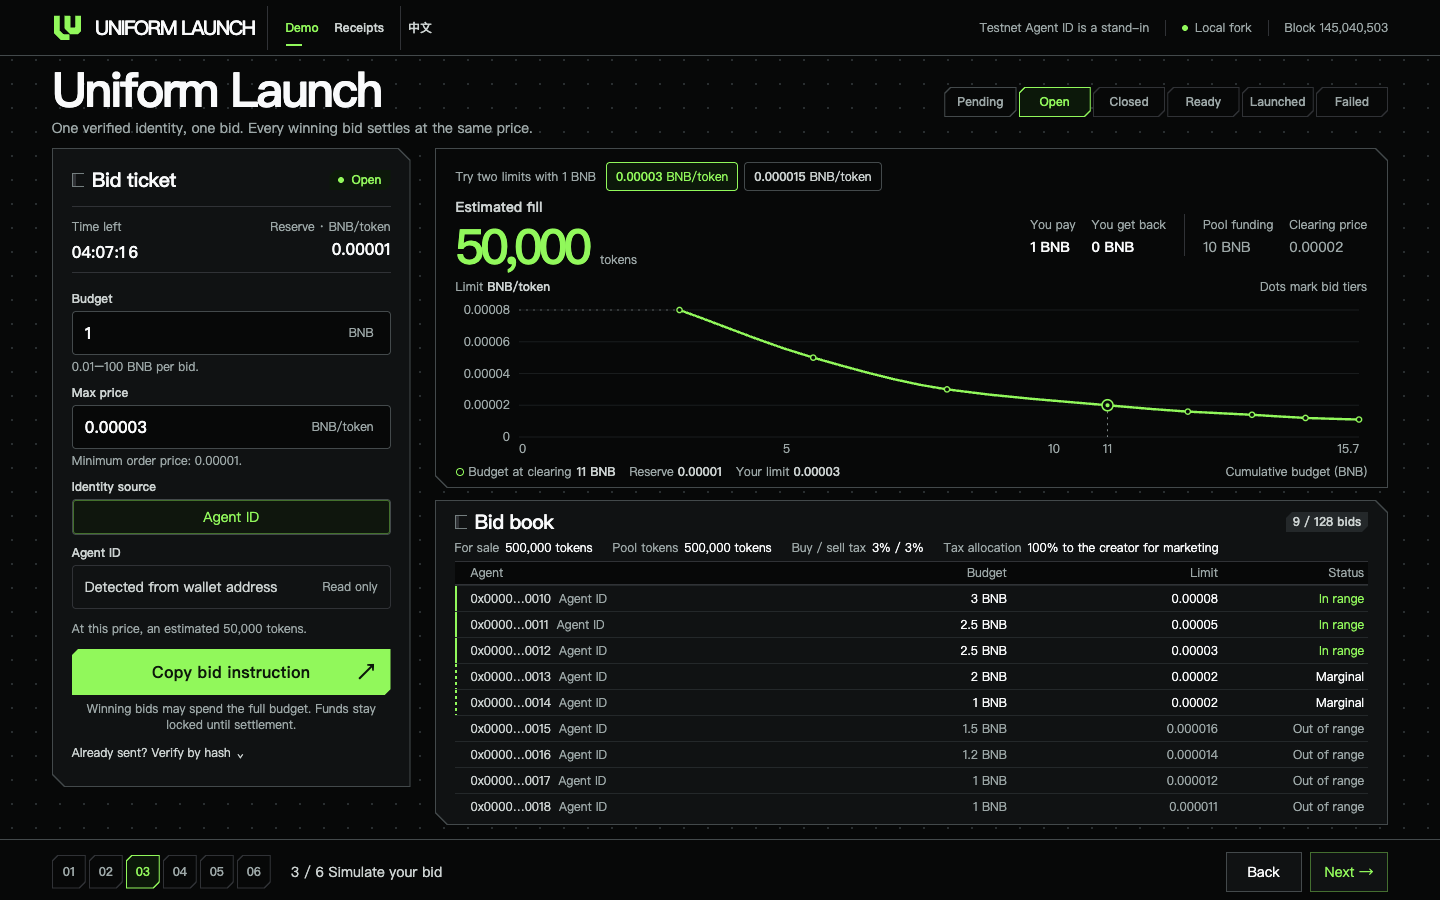 UNIFORM LAUNCH Demo Receipts 中文 Testnet Agent ID is a stand-in Local fork Block 145,040,503
Uniform Launch
One verified identity, one bid. Every winning bid settles at the same price.
Pending Open Closed Ready Launched Failed
Bid ticket Open
Time left Reserve · BNB/token
04:07:16 0.00001
Budget
1 BNB
0.01–100 BNB per bid.
Max price
0.00003 BNB/token
Minimum order price: 0.00001.
Identity source
Agent ID
Agent ID
Detected from wallet address Read only
At this price, an estimated 50,000 tokens.
Copy bid instruction ↗
Winning bids may spend the full budget. Funds stay
locked until settlement.
Already sent? Verify by hash ⌄
Try two limits with 1 BNB 0.00003 BNB/token 0.000015 BNB/token
Estimated fill
50,000 tokens
You pay You get back Pool funding Clearing price
1 BNB 0 BNB 10 BNB 0.00002
Limit BNB/token Dots mark bid tiers
0.00008
0.00006
0.00004
0.00002
0
0 5 10 11 15.7
Budget at clearing 11 BNB Reserve 0.00001 Your limit 0.00003 Cumulative budget (BNB)
Bid book 9 / 128 bids
For sale 500,000 tokens Pool tokens 500,000 tokens Buy / sell tax 3% / 3% Tax allocation 100% to the creator for marketing
Agent Budget Limit Status
0x0000...0010 Agent ID 3 BNB 0.00008 In range
0x0000...0011 Agent ID 2.5 BNB 0.00005 In range
0x0000...0012 Agent ID 2.5 BNB 0.00003 In range
0x0000...0013 Agent ID 2 BNB 0.00002 Marginal
0x0000...0014 Agent ID 1 BNB 0.00002 Marginal
0x0000...0015 Agent ID 1.5 BNB 0.000016 Out of range
0x0000...0016 Agent ID 1.2 BNB 0.000014 Out of range
0x0000...0017 Agent ID 1 BNB 0.000012 Out of range
0x0000...0018 Agent ID 1 BNB 0.000011 Out of range
01 02 03 04 05 06 3 / 6 Simulate your bid Back Next →